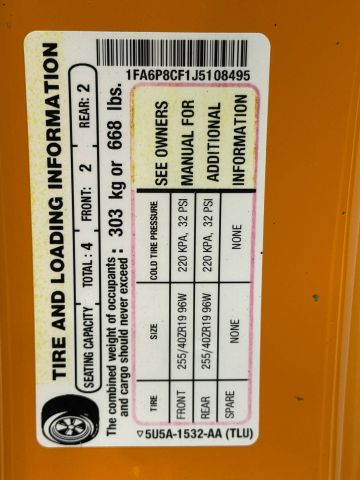 1FA6P8CF1J5108495
TIRE AND LOADING INFORMATION
SEATING CAPACITY TOTAL : 4 FRONT: 2 REAR: 2
The combined weight of occupants
and cargo should never exceed : 303 kg or 668 lbs.
TIRE SIZE COLD TIRE PRESSURE
FRONT 255/40ZR19 96W 220 KPA, 32 PSI
REAR 255/40ZR19 96W 220 KPA, 32 PSI
SPARE NONE NONE
SEE OWNERS
MANUAL FOR
ADDITIONAL
INFORMATION
▽5U5A-1532-AA (TLU)